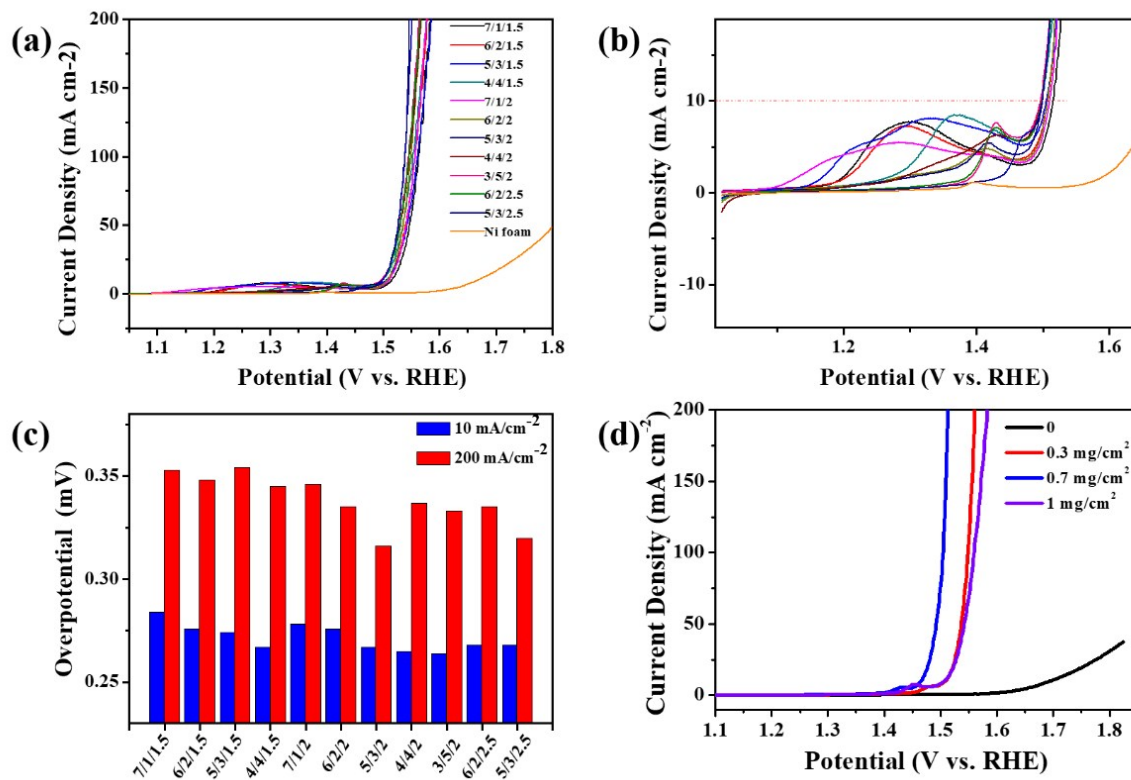 (a)
200
150
100
50
0
Current Density (mA cm-2)
1.1 1.2 1.3 1.4 1.5 1.6 1.7 1.8
Potential (V vs. RHE)
7/1/1.5
6/2/1.5
5/3/1.5
4/4/1.5
7/1/2
6/2/2
5/3/2
4/4/2
3/5/2
6/2/2.5
5/3/2.5
Ni foam
(b)
10
0
-10
Current Density (mA cm-2)
1.2 1.3 1.4 1.5 1.6
Potential (V vs. RHE)
(c)
10 mA/cm-2
200 mA/cm-2
0.35
0.30
0.25
Overpotential (mV)
7/1/1.5 6/2/1.5 5/3/1.5 4/4/1.5 7/1/2 6/2/2 5/3/2 4/4/2 3/5/2 6/2/2.5 5/3/2.5
(d)
200
150
100
50
0
Current Density (mA cm-2
1.1 1.2 1.3 1.4 1.5 1.6 1.7 1.8
Potential (V vs. RHE)
0
0.3 mg/cm2
0.7 mg/cm2
1 mg/cm2